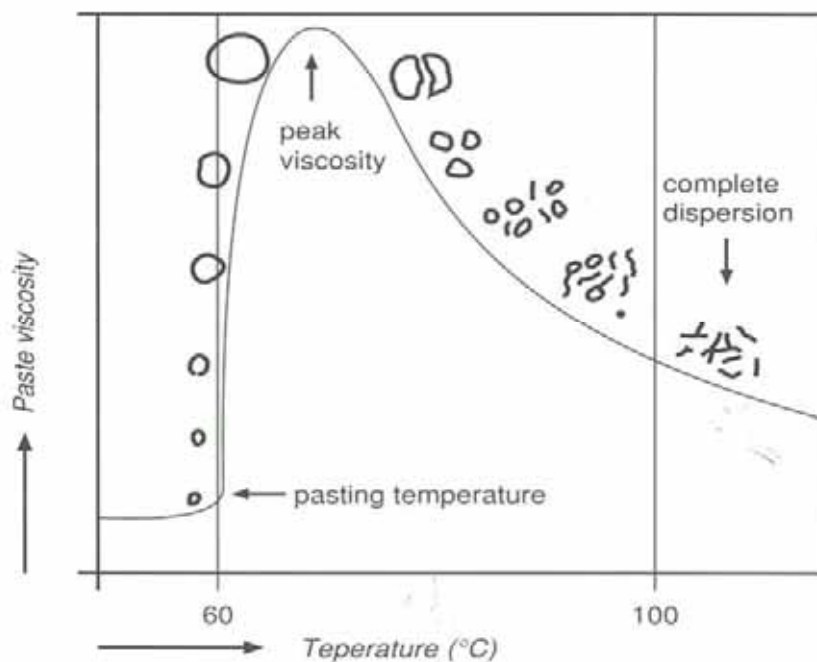 peak
viscosity
complete
dispersion
Paste viscosity
pasting temperature
60
100
Teperature (°C)